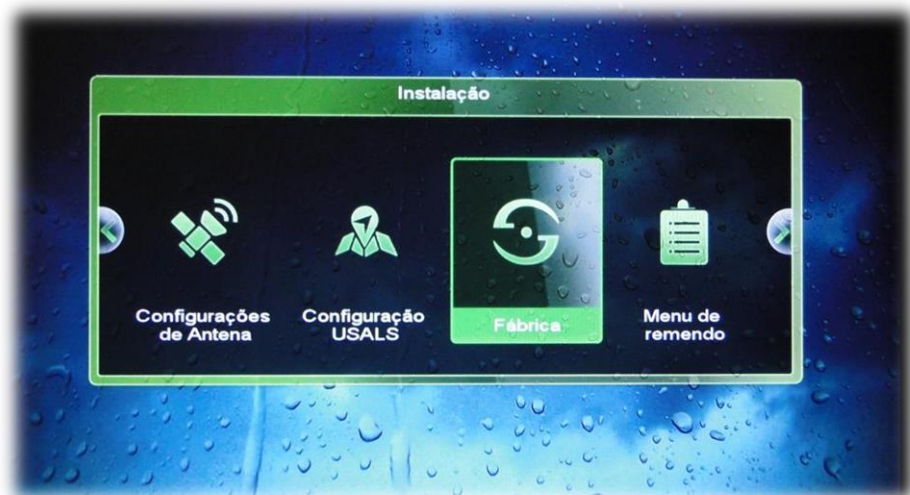 Instalação
Configurações
de Antena
Configuração
USALS
Fábrica
Menu de
remendo